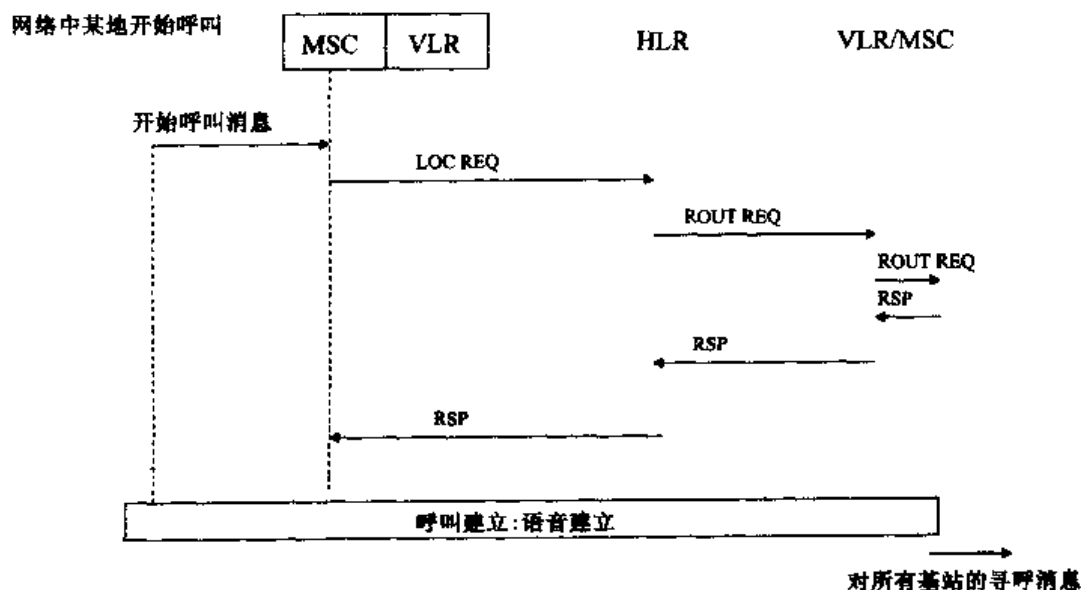 网络中某地开始呼叫
MSC VLR HLR VLR/MSC
开始呼叫消息
LOC REQ
ROUT REQ
ROUT REQ
RSP
RSP
RSP
呼叫建立:语音建立
对所有基站的寻呼消息